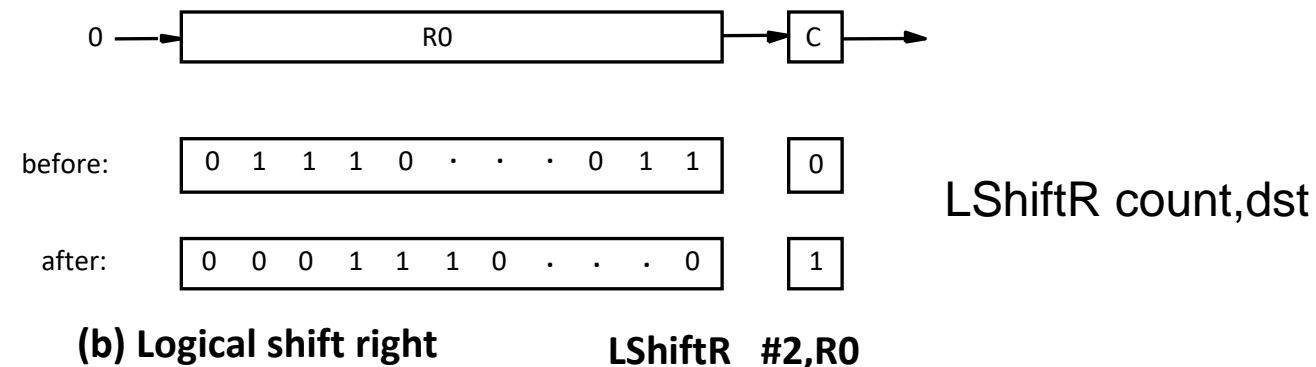 0 R0 C
before: 0 1 1 1 0 · · · 0 1 1 0
LShiftR count,dst
after: 0 0 0 1 1 1 0 . . . 0 1
(b) Logical shift right LShiftR #2,R0